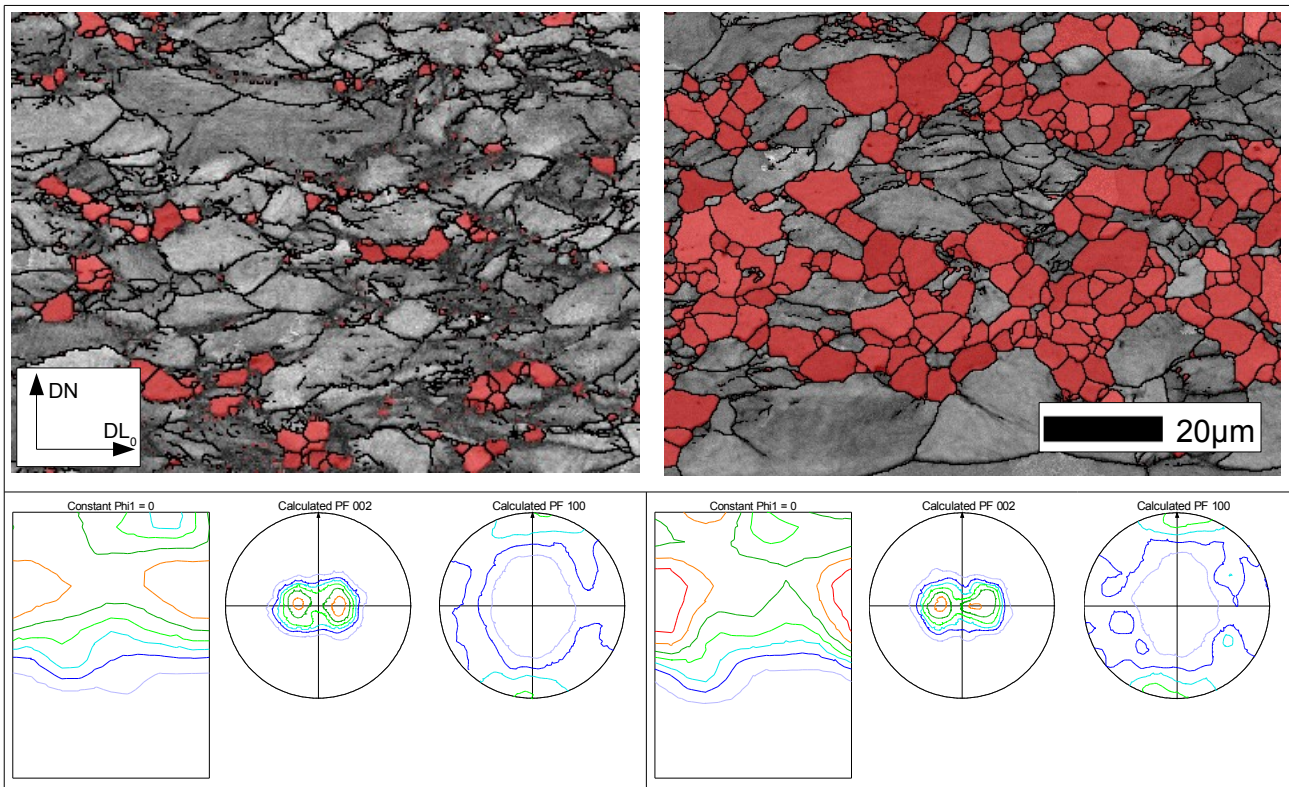 DN
DL₀
20µm
Constant Phi1 = 0
Calculated PF 002
Calculated PF 100
Constant Phi1 = 0
Calculated PF 002
Calculated PF 100